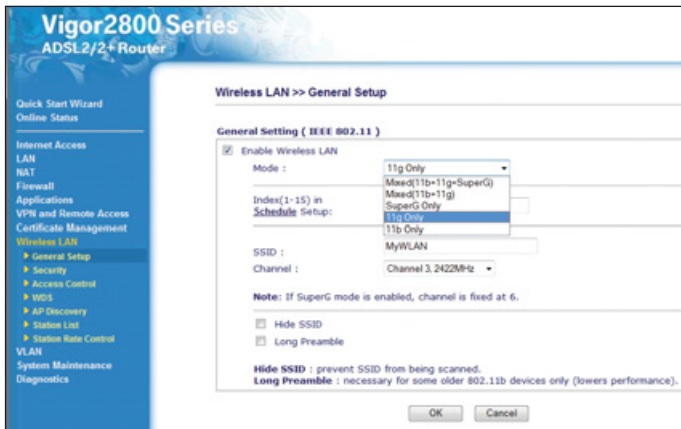 Vigor2800 Series
ADSL2/2+ Router
Quick Start Wizard
Online Status
Internet Access
LAN
NAT
Firewall
Applications
VPN and Remote Access
Certificate Management
Wireless LAN
General Setup
Security
Access Control
WDS
AP Discovery
Station List
Station Rate Control
VLAN
System Maintenance
Diagnostics
Wireless LAN >> General Setup
General Setting ( IEEE 802.11 )
Enable Wireless LAN
Mode : 11g Only
Mixed(11b+11g+SuperG)
Mixed(11b+11g)
SuperG Only
11g Only
11b Only
Index(1-15) in
Schedule Setup:
SSID : MyWLAN
Channel : Channel 3, 2422MHz
Note: If SuperG mode is enabled, channel is fixed at 6.
Hide SSID
Long Preamble
Hide SSID : prevent SSID from being scanned.
Long Preamble : necessary for some older 802.11b devices only (lowers performance).
OK Cancel